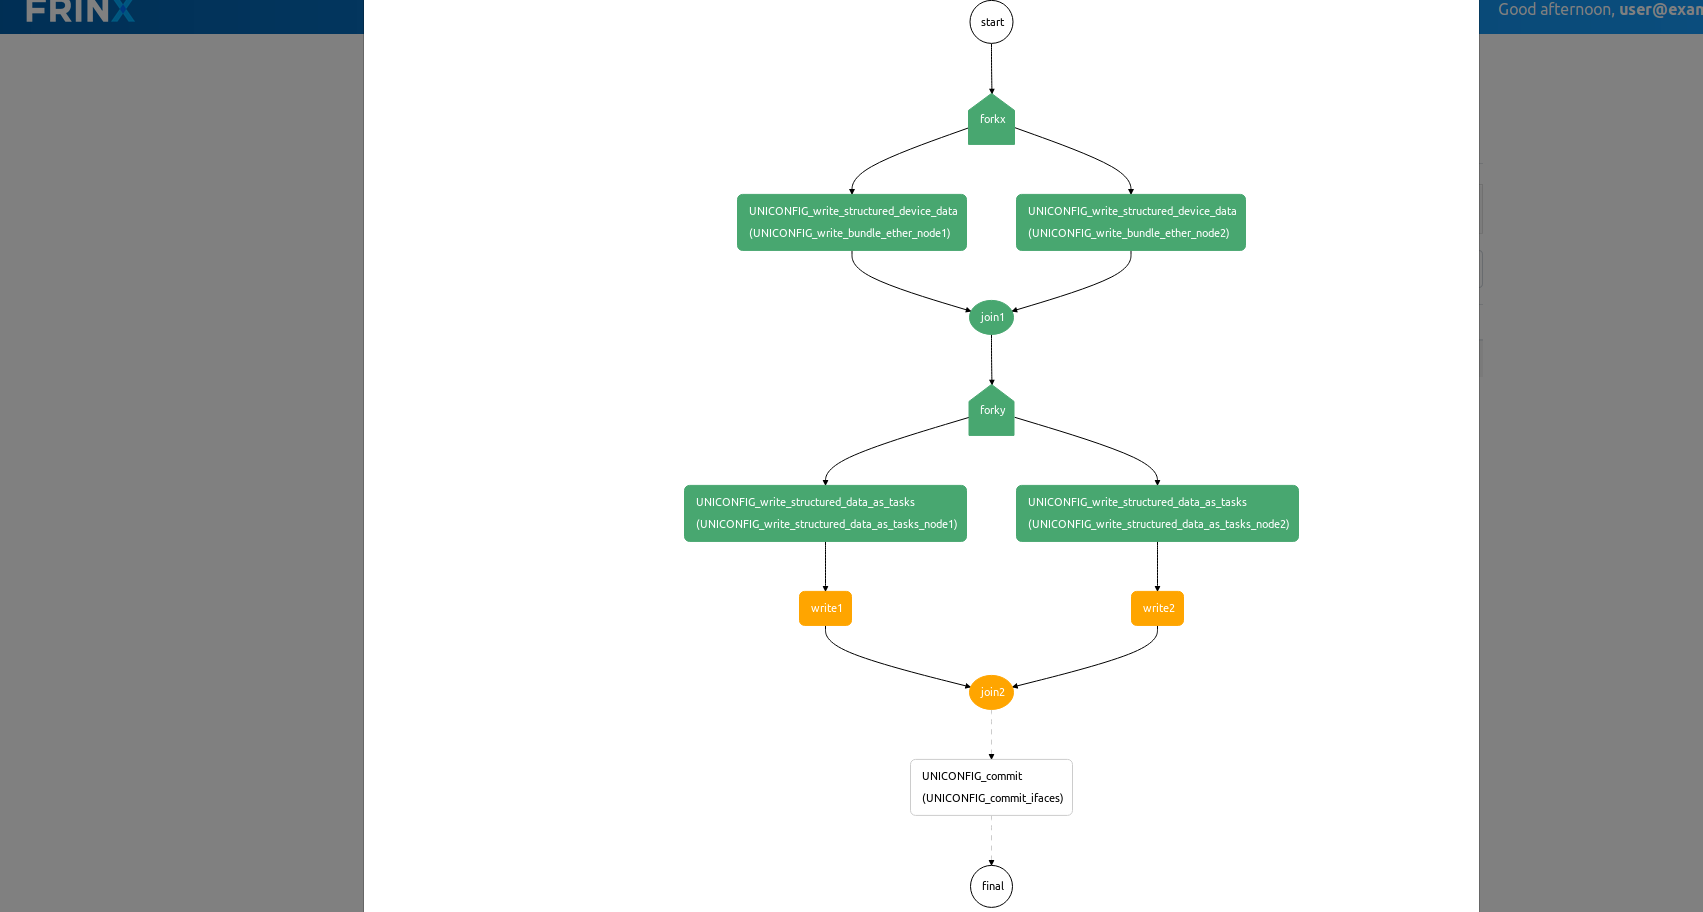 FRINX
Good afternoon, user@exam
start
forkx
UNICONFIG_write_structured_device_data
(UNICONFIG_write_bundle_ether_node1)
UNICONFIG_write_structured_device_data
(UNICONFIG_write_bundle_ether_node2)
join1
forky
UNICONFIG_write_structured_data_as_tasks
(UNICONFIG_write_structured_data_as_tasks_node1)
UNICONFIG_write_structured_data_as_tasks
(UNICONFIG_write_structured_data_as_tasks_node2)
write1
write2
join2
UNICONFIG_commit
(UNICONFIG_commit_ifaces)
final